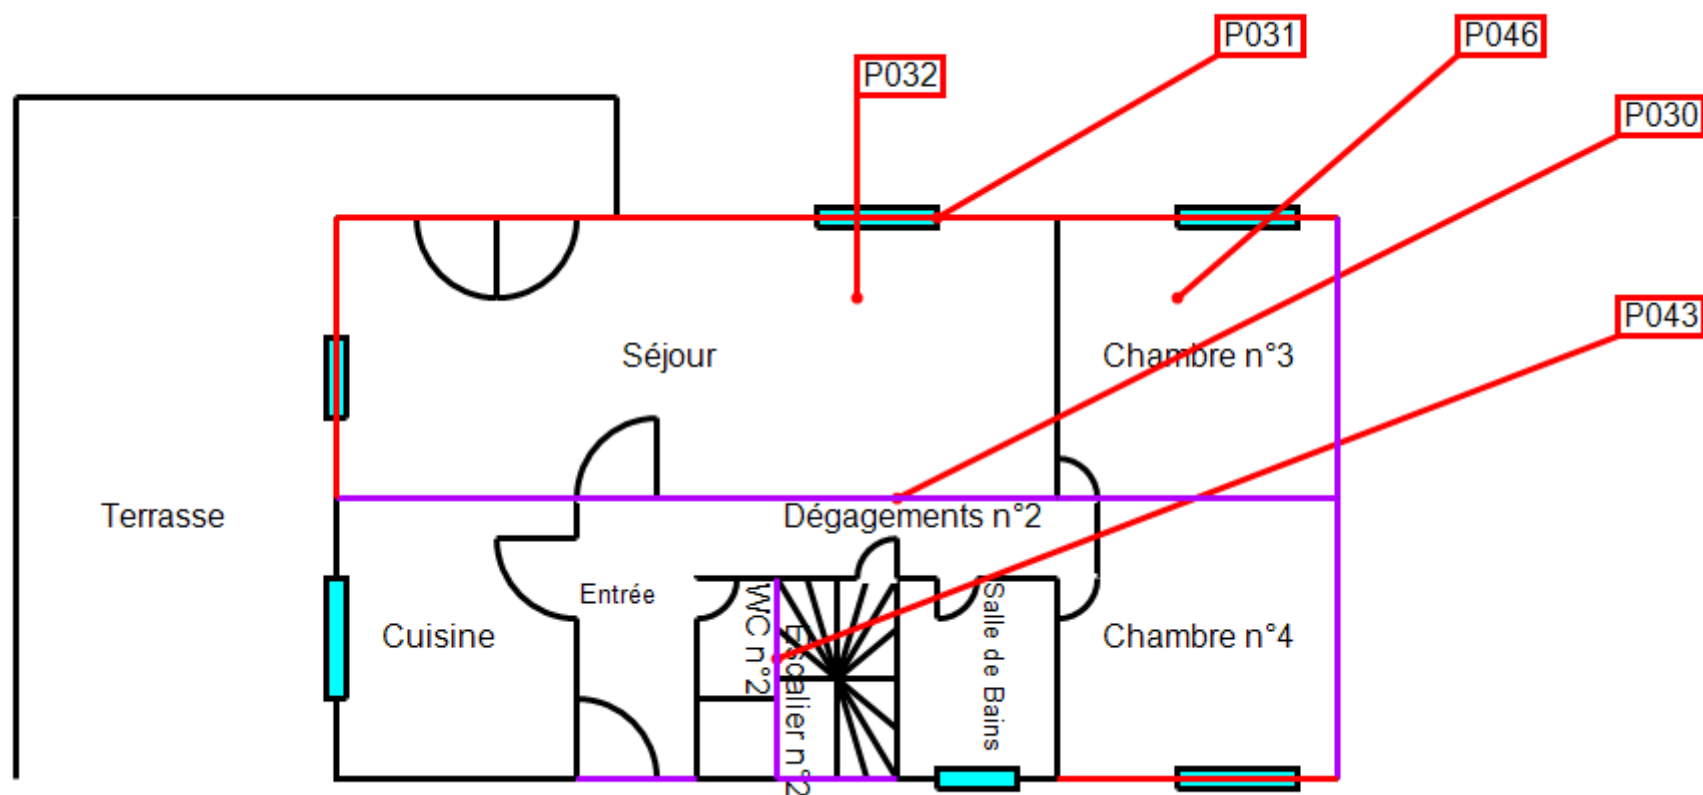 P031
P046
P032
P030
P043
Séjour
Chambre n°3
Terrasse
Dégagements n°2
Entrée
Cuisine
WC n°2
Escalier n°2
Salle de Bains
Chambre n°4